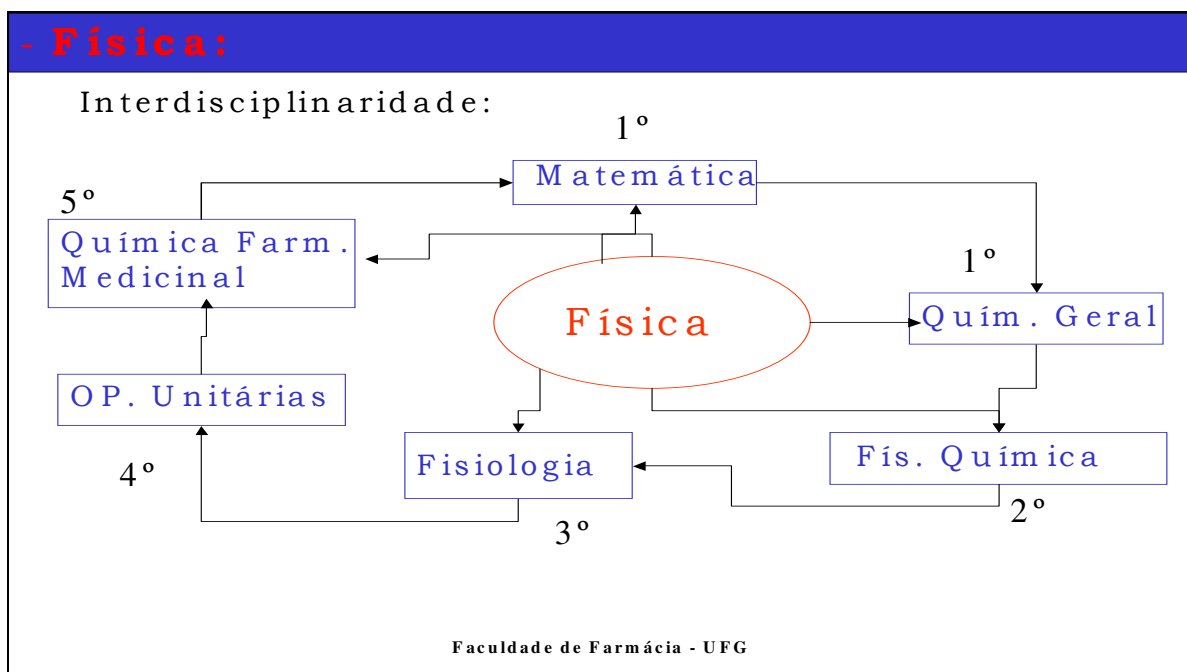 - Física:
Interdisciplinaridade:
1º
Matemática
5º
Química Farm.
Medicinal
1º
Física
Quím. Geral
OP. Unitárias
Fisiologia
Fís. Química
4º
3º
2º
Faculdade de Farmácia - UFG